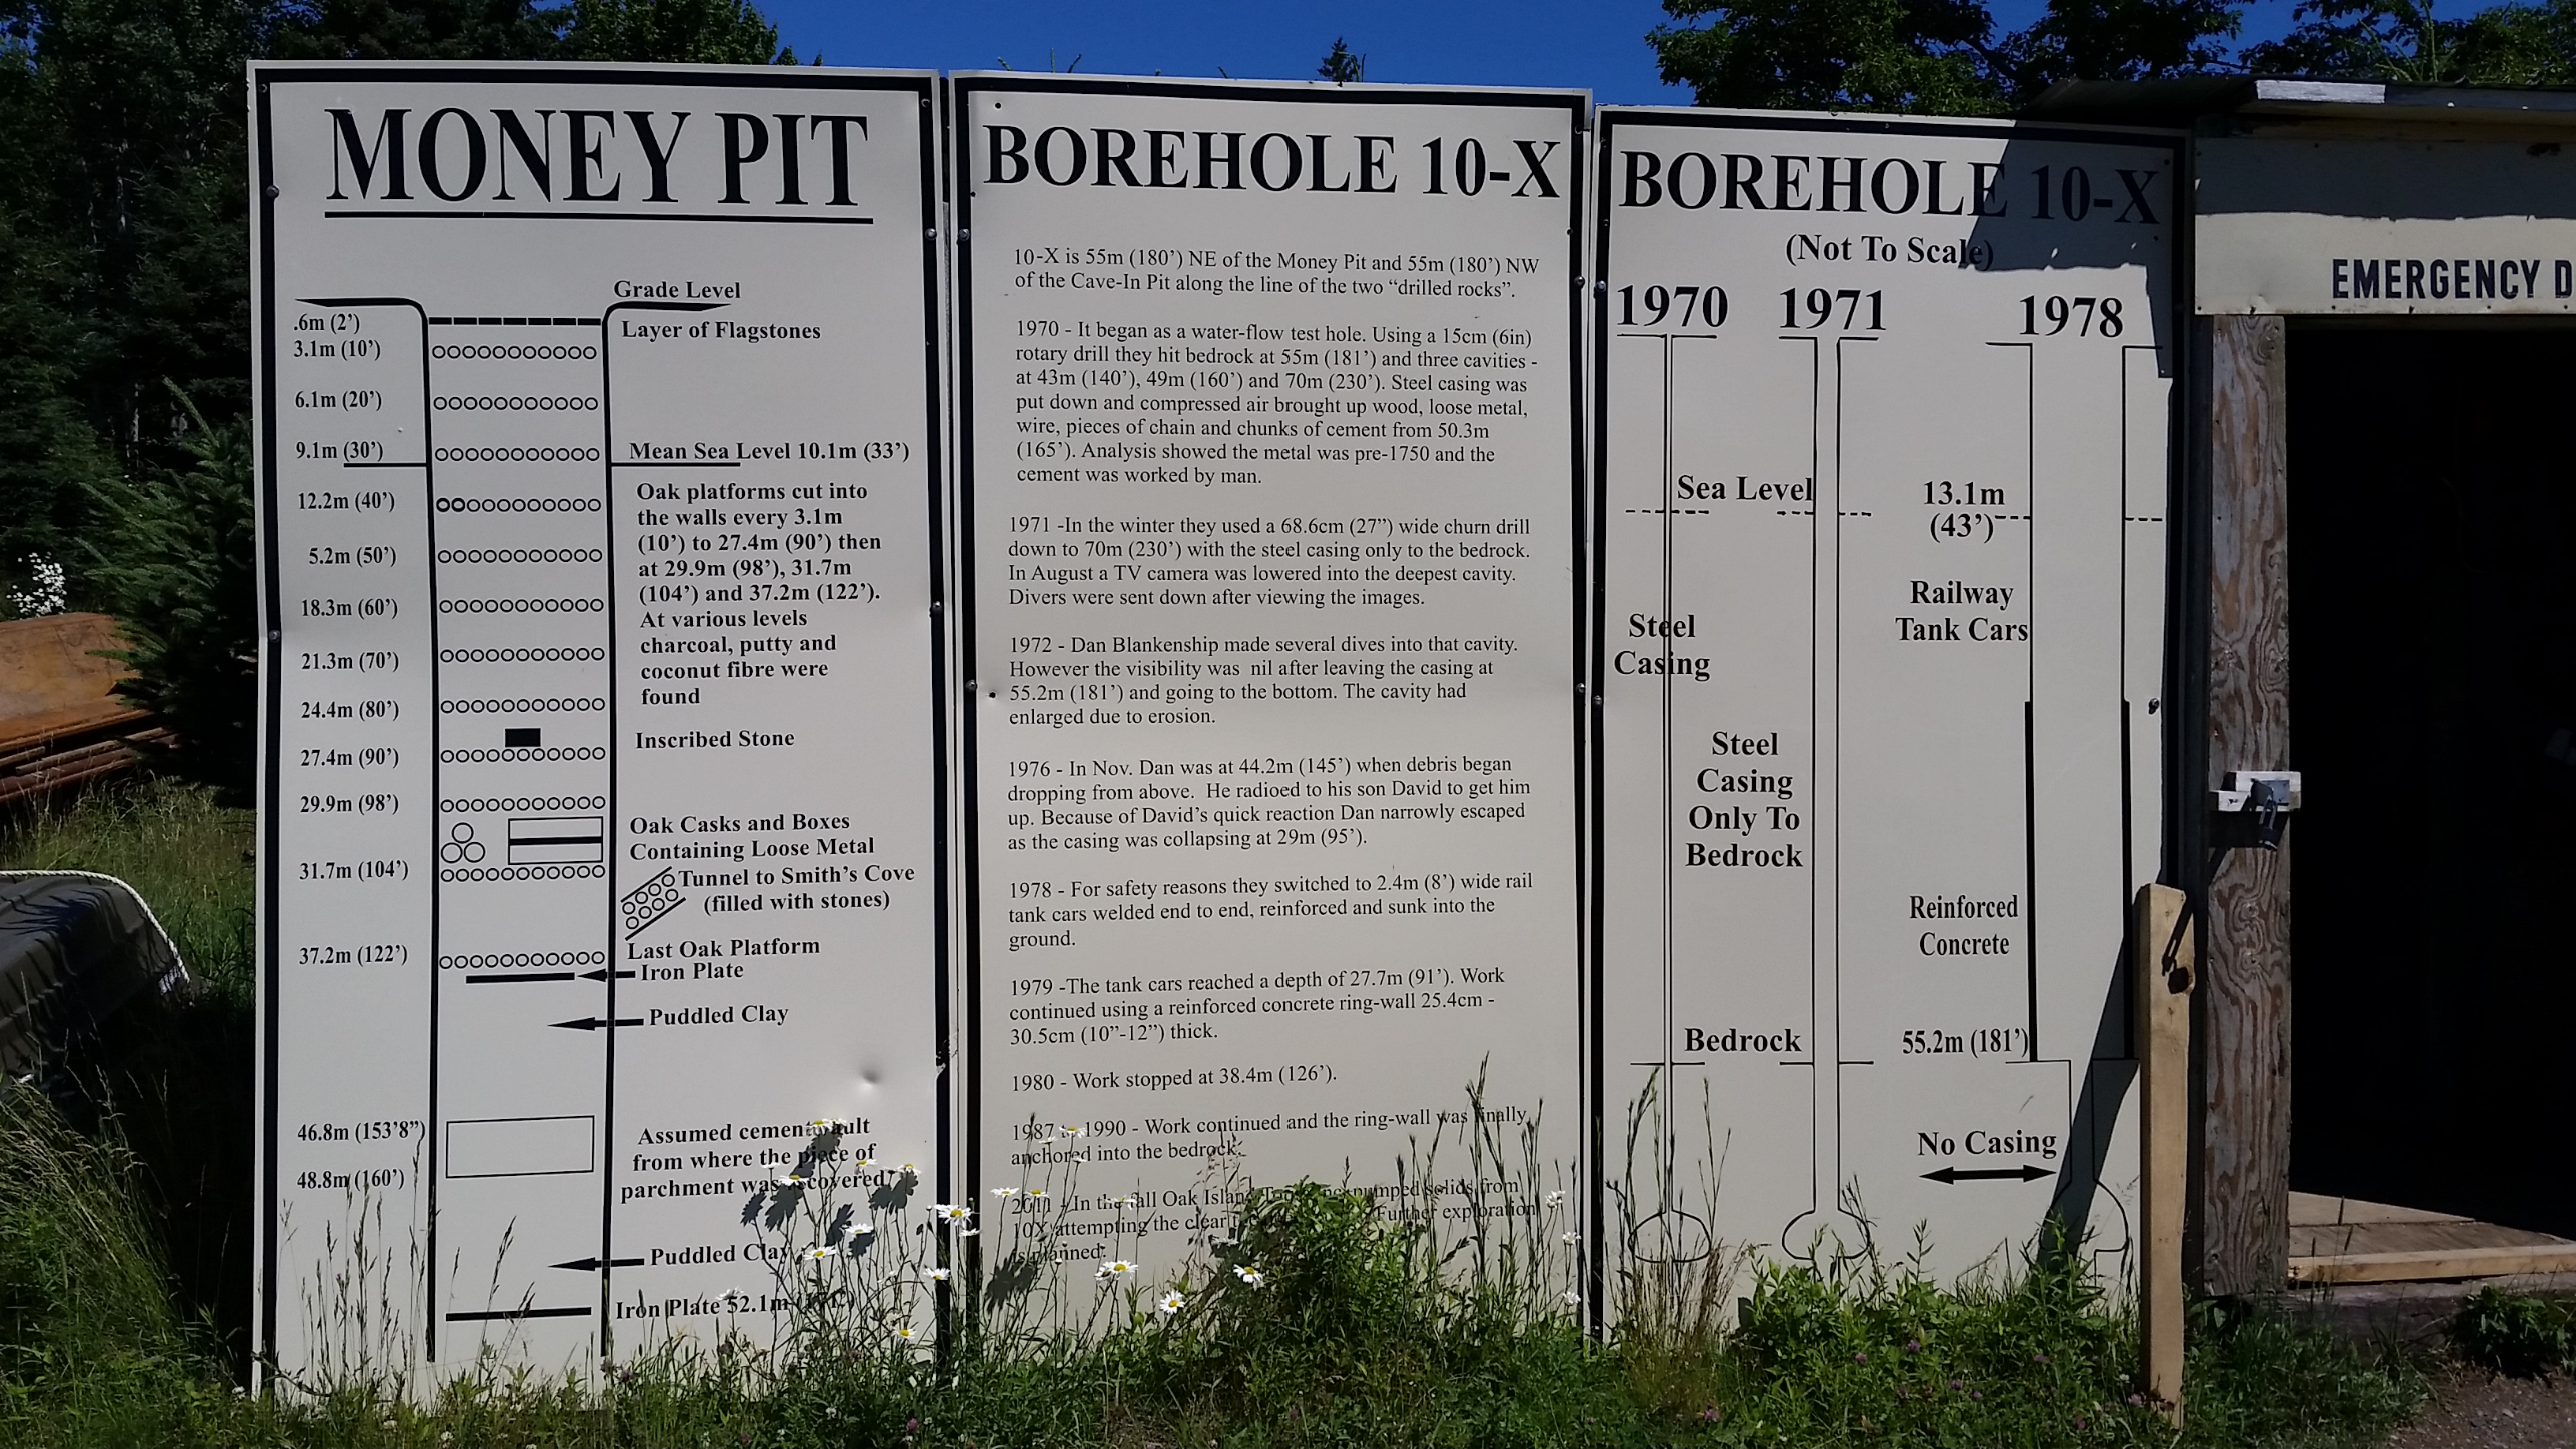 MONEY PIT
Grade Level
.6m (2')
Layer of Flagstones
3.1m (10')
6.1m (20')
9.1m (30')
Mean Sea Level 10.1m (33')
12.2m (40')
Oak platforms cut into
the walls every 3.1m
(10') to 27.4m (90') then
at 29.9m (98'), 31.7m
(104') and 37.2m (122').
At various levels
charcoal, putty and
coconut fibre were
found
5.2m (50')
18.3m (60')
21.3m (70')
24.4m (80')
Inscribed Stone
27.4m (90')
29.9m (98')
Oak Casks and Boxes
Containing Loose Metal
31.7m (104')
Tunnel to Smith's Cove
(filled with stones)
37.2m (122')
Last Oak Platform
Iron Plate
Puddled Clay
46.8m (153'8")
48.8m (160')
Assumed cement vault
from where the piece of
parchment was recovered
Puddled Clay
Iron Plate 52.1m
BOREHOLE 10-X
10-X is 55m (180') NE of the Money Pit and 55m (180') NW
of the Cave-In Pit along the line of the two "drilled rocks".
1970 - It began as a water-flow test hole. Using a 15cm (6in)
rotary drill they hit bedrock at 55m (181') and three cavities -
at 43m (140'), 49m (160') and 70m (230'). Steel casing was
put down and compressed air brought up wood, loose metal,
wire, pieces of chain and chunks of cement from 50.3m
(165'). Analysis showed the metal was pre-1750 and the
cement was worked by man.
1971 -In the winter they used a 68.6cm (27") wide churn drill
down to 70m (230') with the steel casing only to the bedrock.
In August a TV camera was lowered into the deepest cavity.
Divers were sent down after viewing the images.
1972 - Dan Blankenship made several dives into that cavity.
However the visibility was nil after leaving the casing at
55.2m (181') and going to the bottom. The cavity had
enlarged due to erosion.
1976 - In Nov. Dan was at 44.2m (145') when debris began
dropping from above. He radioed to his son David to get him
up. Because of David's quick reaction Dan narrowly escaped
as the casing was collapsing at 29m (95').
1978 - For safety reasons they switched to 2.4m (8') wide rail
tank cars welded end to end, reinforced and sunk into the
ground.
1979 -The tank cars reached a depth of 27.7m (91'). Work
continued using a reinforced concrete ring-wall 25.4cm -
30.5cm (10"-12") thick.
1980 - Work stopped at 38.4m (126').
1987 to 1990 - Work continued and the ring-wall was finally
anchored into the bedrock.
2011 - In the fall Oak Island pumped solids from
10X attempting the clear Further exploration
is planned.
BOREHOLE 10-X
(Not To Scale)
1970 1971 1978
Sea Level
13.1m
(43')
Railway
Tank Cars
Steel
Casing
Steel
Casing
Only To
Bedrock
Reinforced
Concrete
Bedrock
55.2m (181')
No Casing
EMERGENCY D